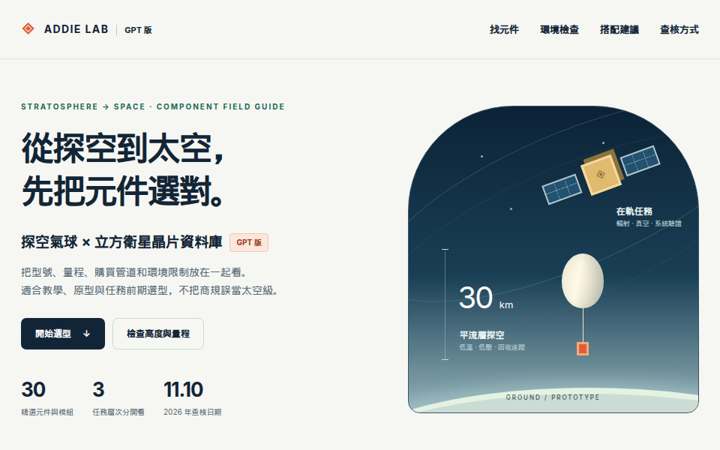 ADDIE LAB GPT 版
找元件 環境檢查 搭配建議 查核方式
STRATOSPHERE → SPACE · COMPONENT FIELD GUIDE
從探空到太空，
先把元件選對。
探空氣球 × 立方衛星晶片資料庫 GPT 版
把型號、量程、購買管道和環境限制放在一起看。
適合教學、原型與任務前期選型，不把商規誤當太空級。
開始選型 ↓ 檢查高度與量程
30 3 11.10
精選元件與模組 任務層次分開看 2026 年查核日期
在軌任務
輻射 · 真空 · 系統驗證
30 km
平流層探空
低溫 · 低壓 · 回收追蹤
GROUND / PROTOTYPE